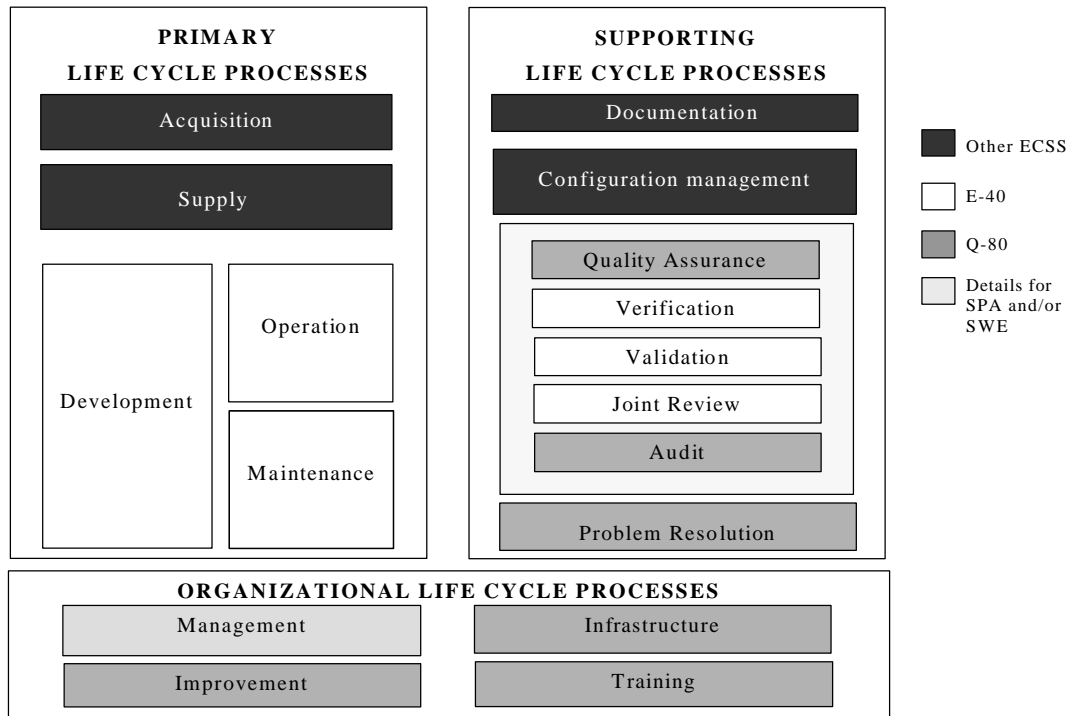 PRIMARY
LIFE CYCLE PROCESSES
Acquisition
Supply
Development
Operation
Maintenance
SUPPORTING
LIFE CYCLE PROCESSES
Documentation
Configuration management
Quality Assurance
Verification
Validation
Joint Review
Audit
Problem Resolution
Other ECSS
E-40
Q-80
Details for
SPA and/or
SWE
ORGANIZATIONAL LIFE CYCLE PROCESSES
Management
Infrastructure
Improvement
Training